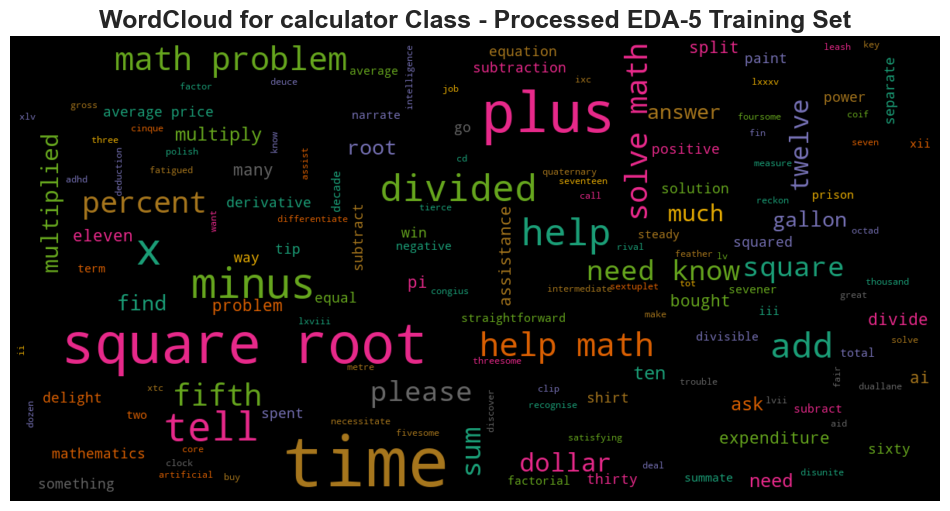 WordCloud for calculator Class - Processed EDA-5 Training Set
math problem
factor
deuce
average
intelligence
equation
subtraction
ixc
job
split
paint
leash
key
lxxxv
separate
power
coif
xlv
gross
average price
cinque
three
polish
multiply
know
narrate
go
plus
solve math
answer
foursome
fin
twelve
seven
xii
positive
measure
multiplied
adhd
deduction
fatigued
many
assist
root
cd
divided
quaternary
seventeen
call
solution
reckon
prison
percent
derivative
decade
differentiate
want
tierce
much
gallon
octad
eleven
x
tip
subtract
win
negative
assistance
help
rival
steady
squared
term
way
minus
equal
pi
congius
intermediate
need know
feather
lv
tot
sextuplet
square
sevener
thousand
find
problem
lxviii
straightforward
bought
make
iii
great
divide
ii
square root
metre
threesome
help math
divisible
add
total
solve
delight
xtc
fifth
please
clip
recognise
ten
trouble
shirt
fair
duallane
ai
dozen
two
tell
spent
necessitate
fivesome
discover
ask
lvii
subract
aid
mathematics
core
clock
artificial
buy
something
time
sum
satisfying
dollar
deal
factorial
thirty
expenditure
summate
need
disunite
sixty